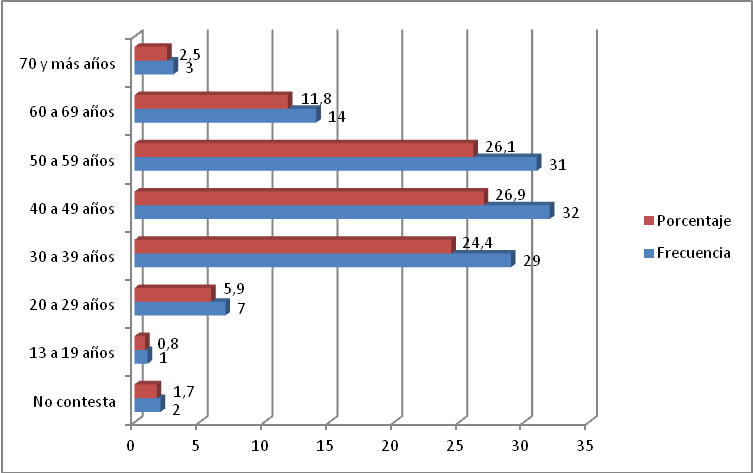 70 y más años
2,5
3
60 a 69 años
11,8
14
50 a 59 años
26,1
31
40 a 49 años
26,9
32
30 a 39 años
24,4
29
20 a 29 años
5,9
7
13 a 19 años
0,8
1
No contesta
1,7
2
0 5 10 15 20 25 30 35
Porcentaje
Frecuencia